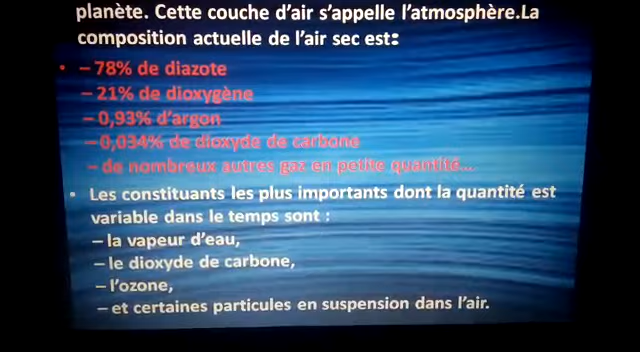 planète. Cette couche d'air s'appelle l'atmosphère.La
composition actuelle de l'air sec est:
• – 78% de diazote
– 21% de dioxygène
– 0,93% d'argon
– 0,034% de dioxyde de carbone
– de nombreux autres gaz en petite quantité...
• Les constituants les plus importants dont la quantité est
variable dans le temps sont :
– la vapeur d'eau,
– le dioxyde de carbone,
– l'ozone,
– et certaines particules en suspension dans l'air.